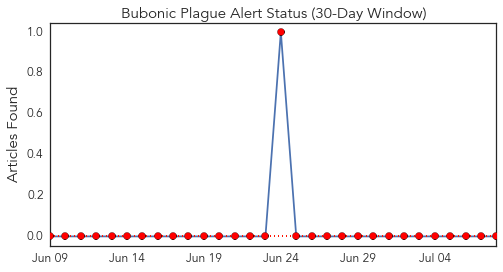 Bubonic Plague Alert Status (30-Day Window)
Articles Found
1.0
0.8
0.6
0.4
0.2
0.0
Jun 09 Jun 14 Jun 19 Jun 24 Jun 29 Jul 04